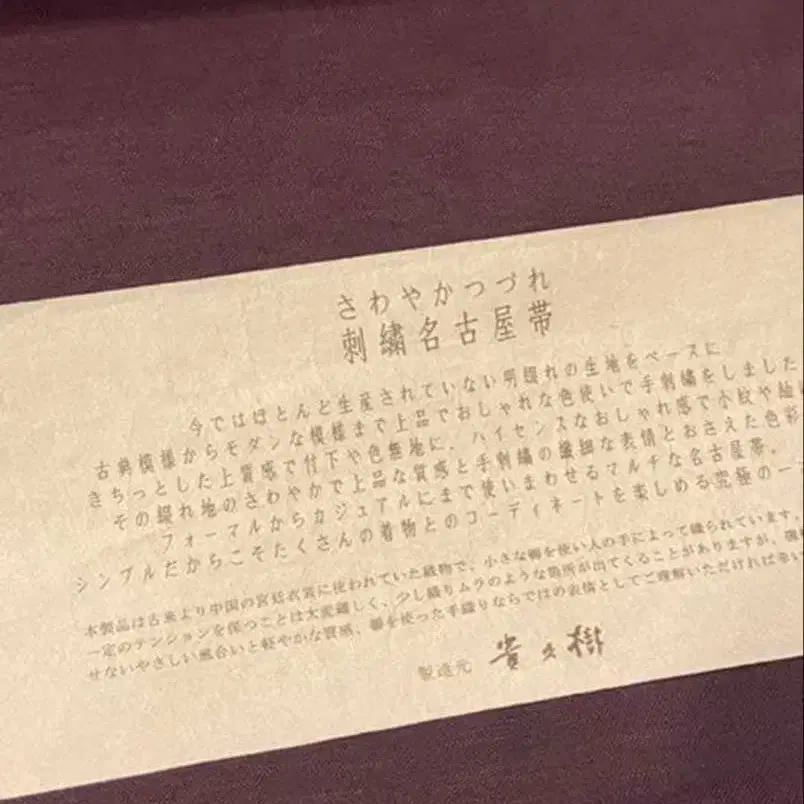 さわやかつづれ
刺繍名古屋帯
今ではほとんど生産されていない明綴れの生地をベースに
古典模様からモダンな模様まで上品でおしゃれな色使いで手刺繍をしました
きちっとした上質感で付下や色無地に、ハイセンスなおしゃれ感で小紋や紬
その綴れ地のさわやかで上品な質感と手刺繍の繊細な表情とおさえた色彩
フォーマルからカジュアルにまで使いまわせるマルチな名古屋帯。
シンプルだからこそたくさんの着物とのコーディネートを楽しめる究極の一
本製品は古来より中国の宮廷衣裳に使われていた織物で、小さな梛を使い人の手によって織られています。
一定のテンションを保つことは大変難しく、少し織りムラのような箇所が出てくることがありますが、機
せないやさしい風合いと軽やかな質感、梛を使った手織りならではの表情としてご理解いただければ幸い
製造元 貴久樹